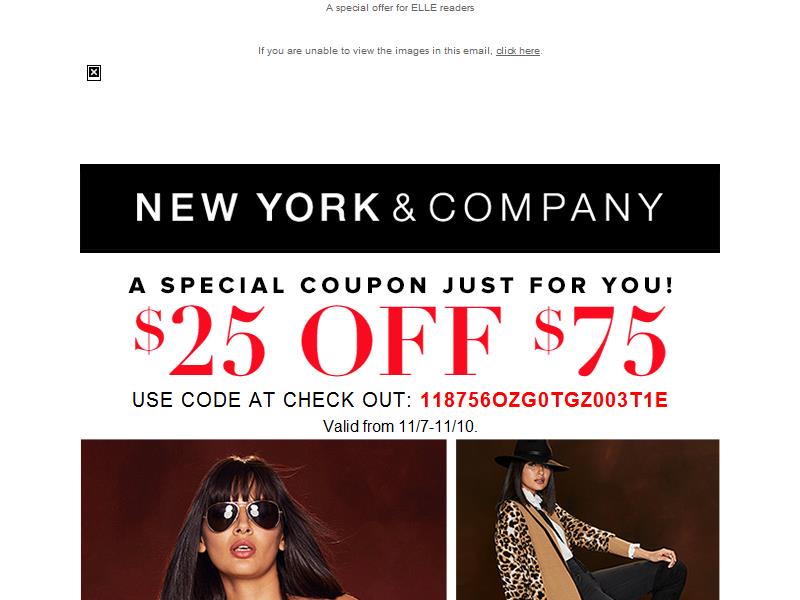 A special offer for ELLE readers
If you are unable to view the images in this email, click here.
NEW YORK & COMPANY
A SPECIAL COUPON JUST FOR YOU!
$25 OFF $75
USE CODE AT CHECK OUT: 118756OZG0TGZ003T1E
Valid from 11/7-11/10.